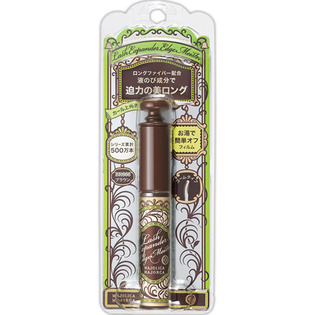 Lash Expander Edge Meister
ロングファイバー配合
液のび成分で
迫力の美ロング
シリーズ累計
500万本
お湯で
簡単オフ
フィルム
BR666
ブラウン
Lash
Expander
Edge Meister
MAJOLICA
MAJORCA
MAJOLICA
MAJORCA